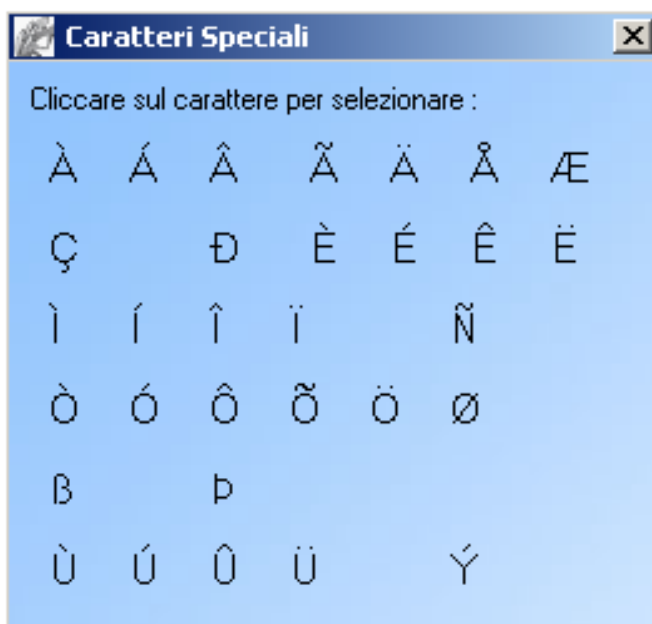 Caratteri Speciali
Cliccare sul carattere per selezionare :
À Á Â Ã Ä Å Æ
Ç Ð È É Ê Ë
Ì Í Î Ï Ñ
Ò Ó Ô Õ Ö Ø
ß Þ
Ù Ú Û Ü Ý